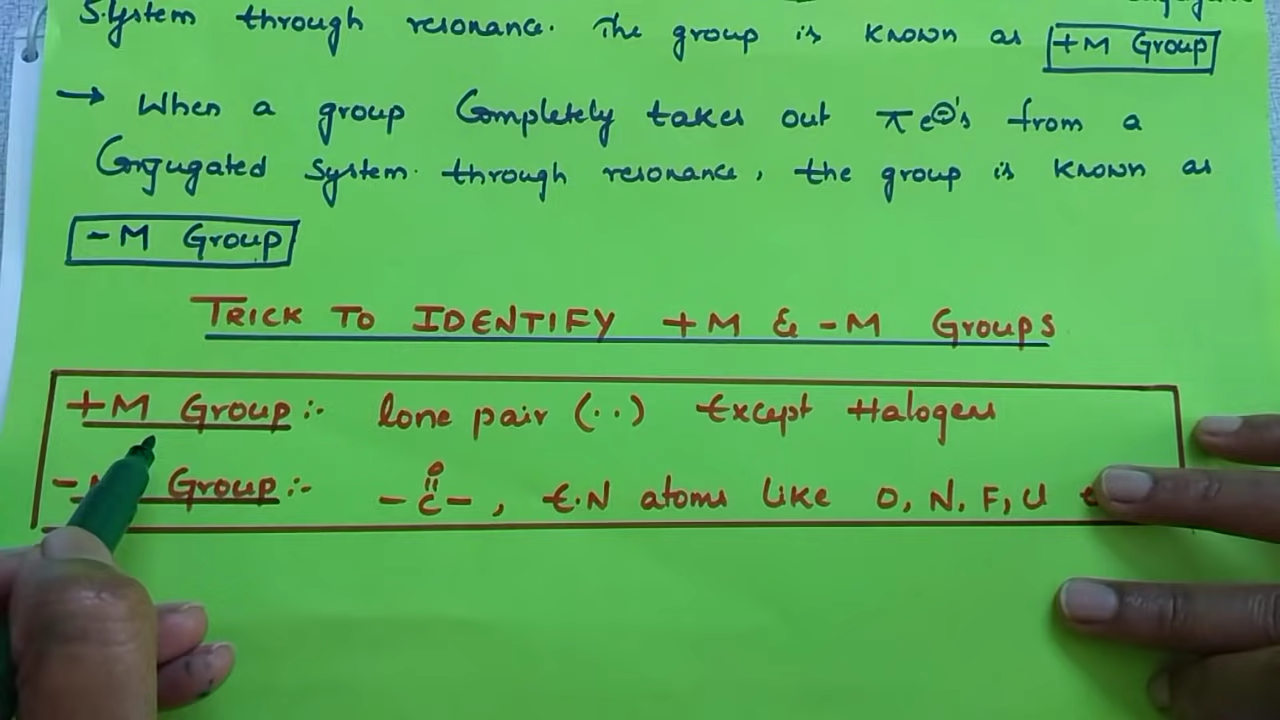 System through resonance. The group is known as +M Group
→ When a group Completely takes out π e⊖'s from a
Conjugated System through resonance, the group is known as
-M Group
TRICK TO IDENTIFY +M & -M Groups
+M Group :- lone pair (··) Except Halogens
- Group :- -C-, E.N atoms like O, N, F, Cl
O